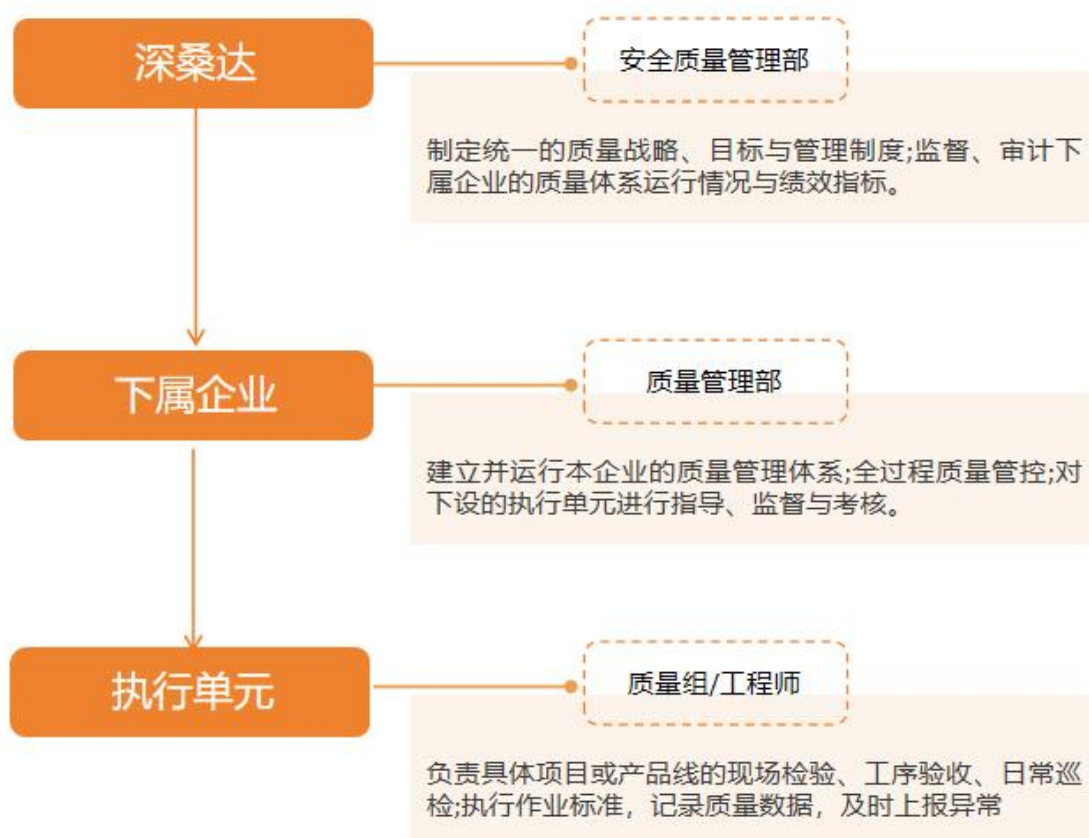 深桑达
安全质量管理部
制定统一的质量战略、目标与管理制度;监督、审计下
属企业的质量体系运行情况与绩效指标。
下属企业
质量管理部
建立并运行本企业的质量管理体系;全过程质量管控;对
下设的执行单元进行指导、监督与考核。
执行单元
质量组/工程师
负责具体项目或产品线的现场检验、工序验收、日常巡
检;执行作业标准，记录质量数据，及时上报异常